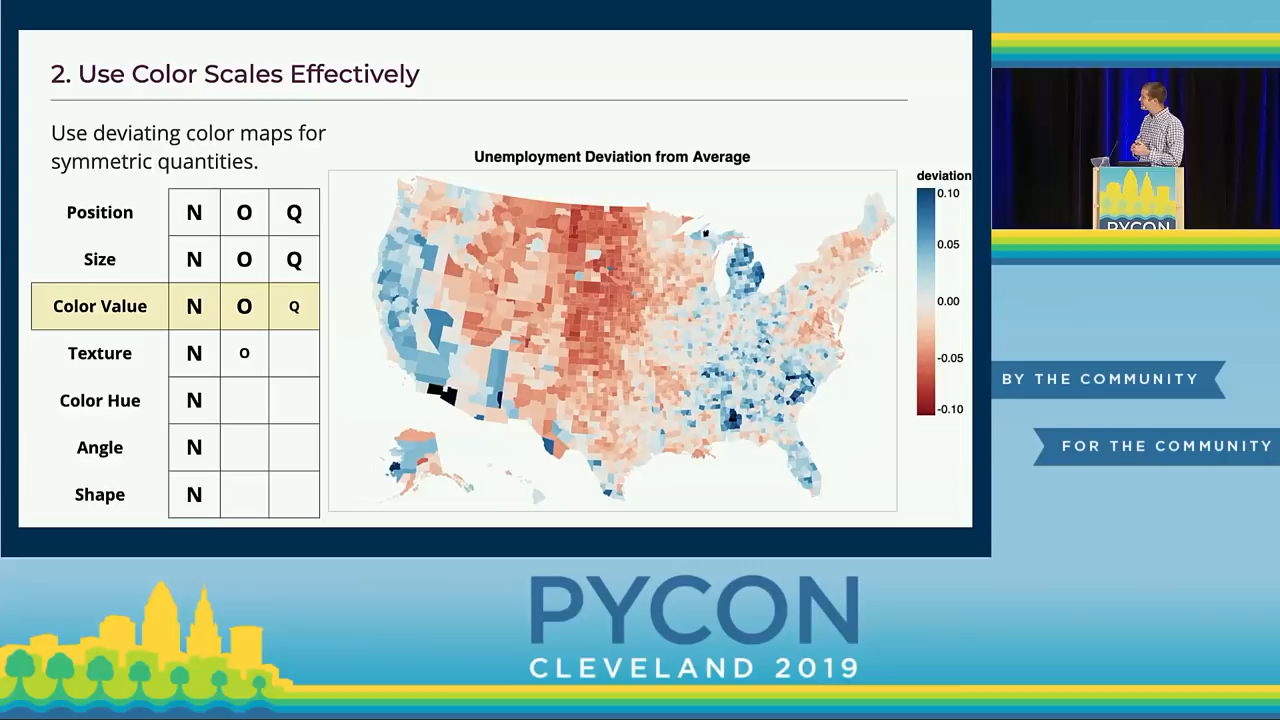 2. Use Color Scales Effectively
Use deviating color maps for
symmetric quantities.
Position N O Q
Size N O Q
Color Value N O Q
Texture N O
Color Hue N
Angle N
Shape N
Unemployment Deviation from Average
deviation
0.10
0.05
0.00
-0.05
-0.10
PYCON
BY THE COMMUNITY
FOR THE COMMUNITY
PYCON
CLEVELAND 2019